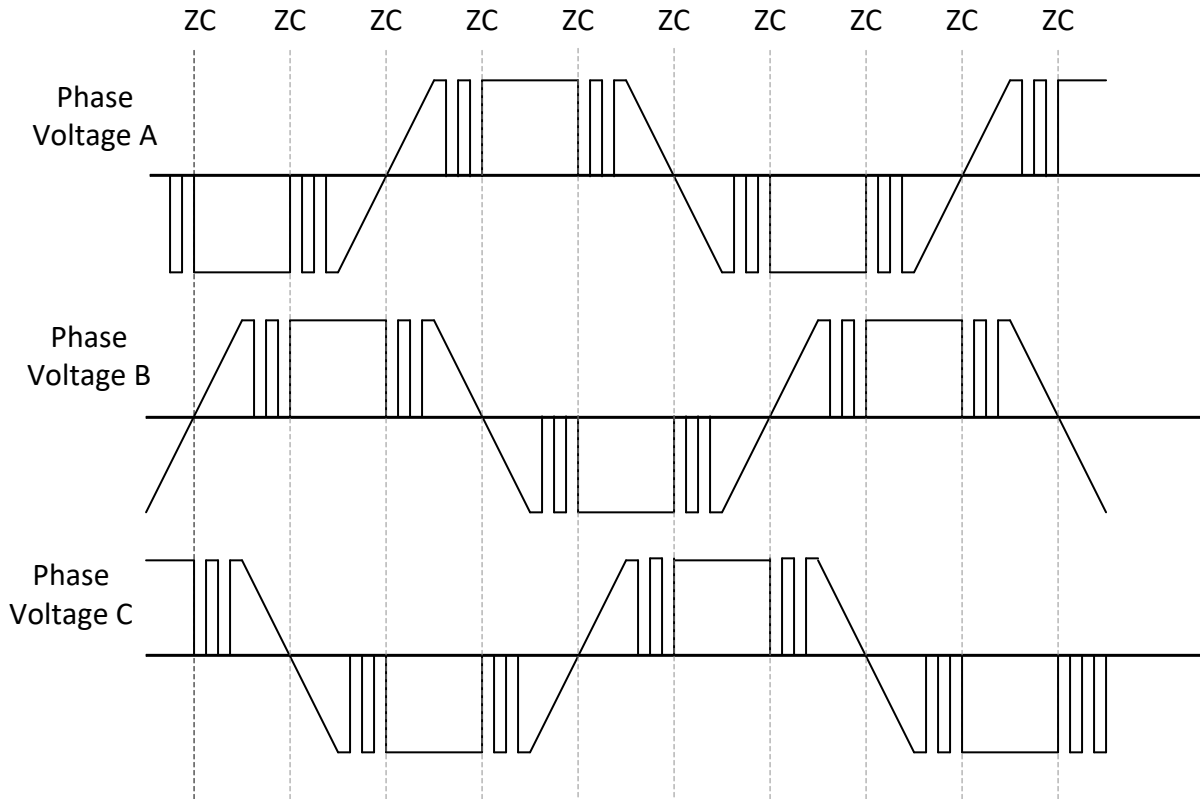 ZC ZC ZC ZC ZC ZC ZC ZC ZC ZC
Phase
Voltage A
Phase
Voltage B
Phase
Voltage C